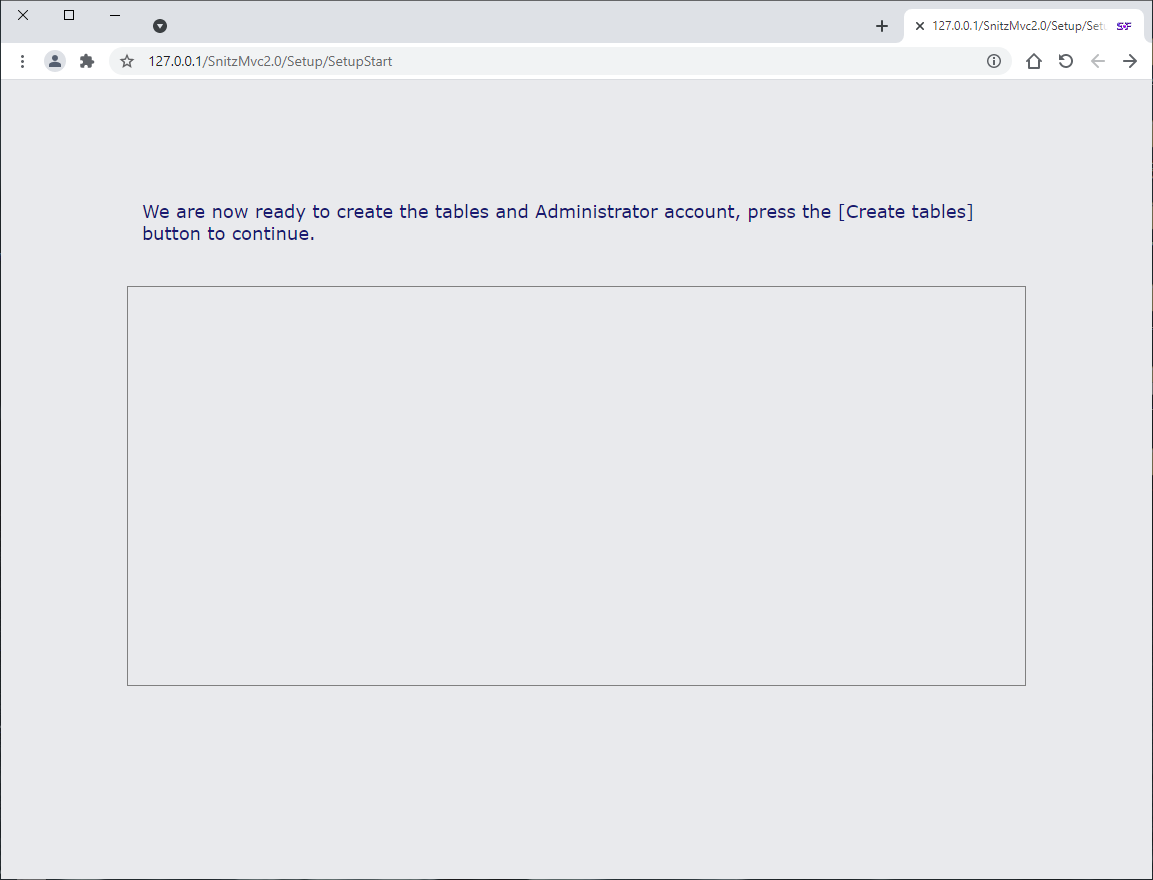 127.0.0.1/SnitzMvc2.0/Setup/Set
127.0.0.1/SnitzMvc2.0/Setup/SetupStart
We are now ready to create the tables and Administrator account, press the [Create tables]
button to continue.